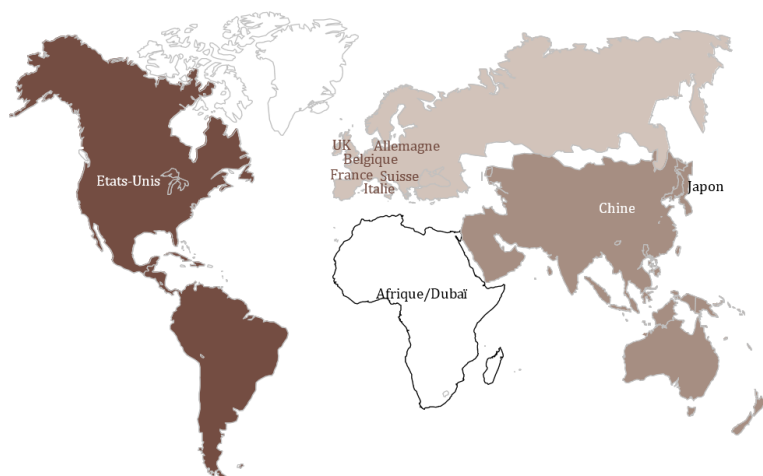 UK
Allemagne
Belgique
France
Suisse
Italie
Etats-Unis
Japon
Chine
Afrique/Dubaï